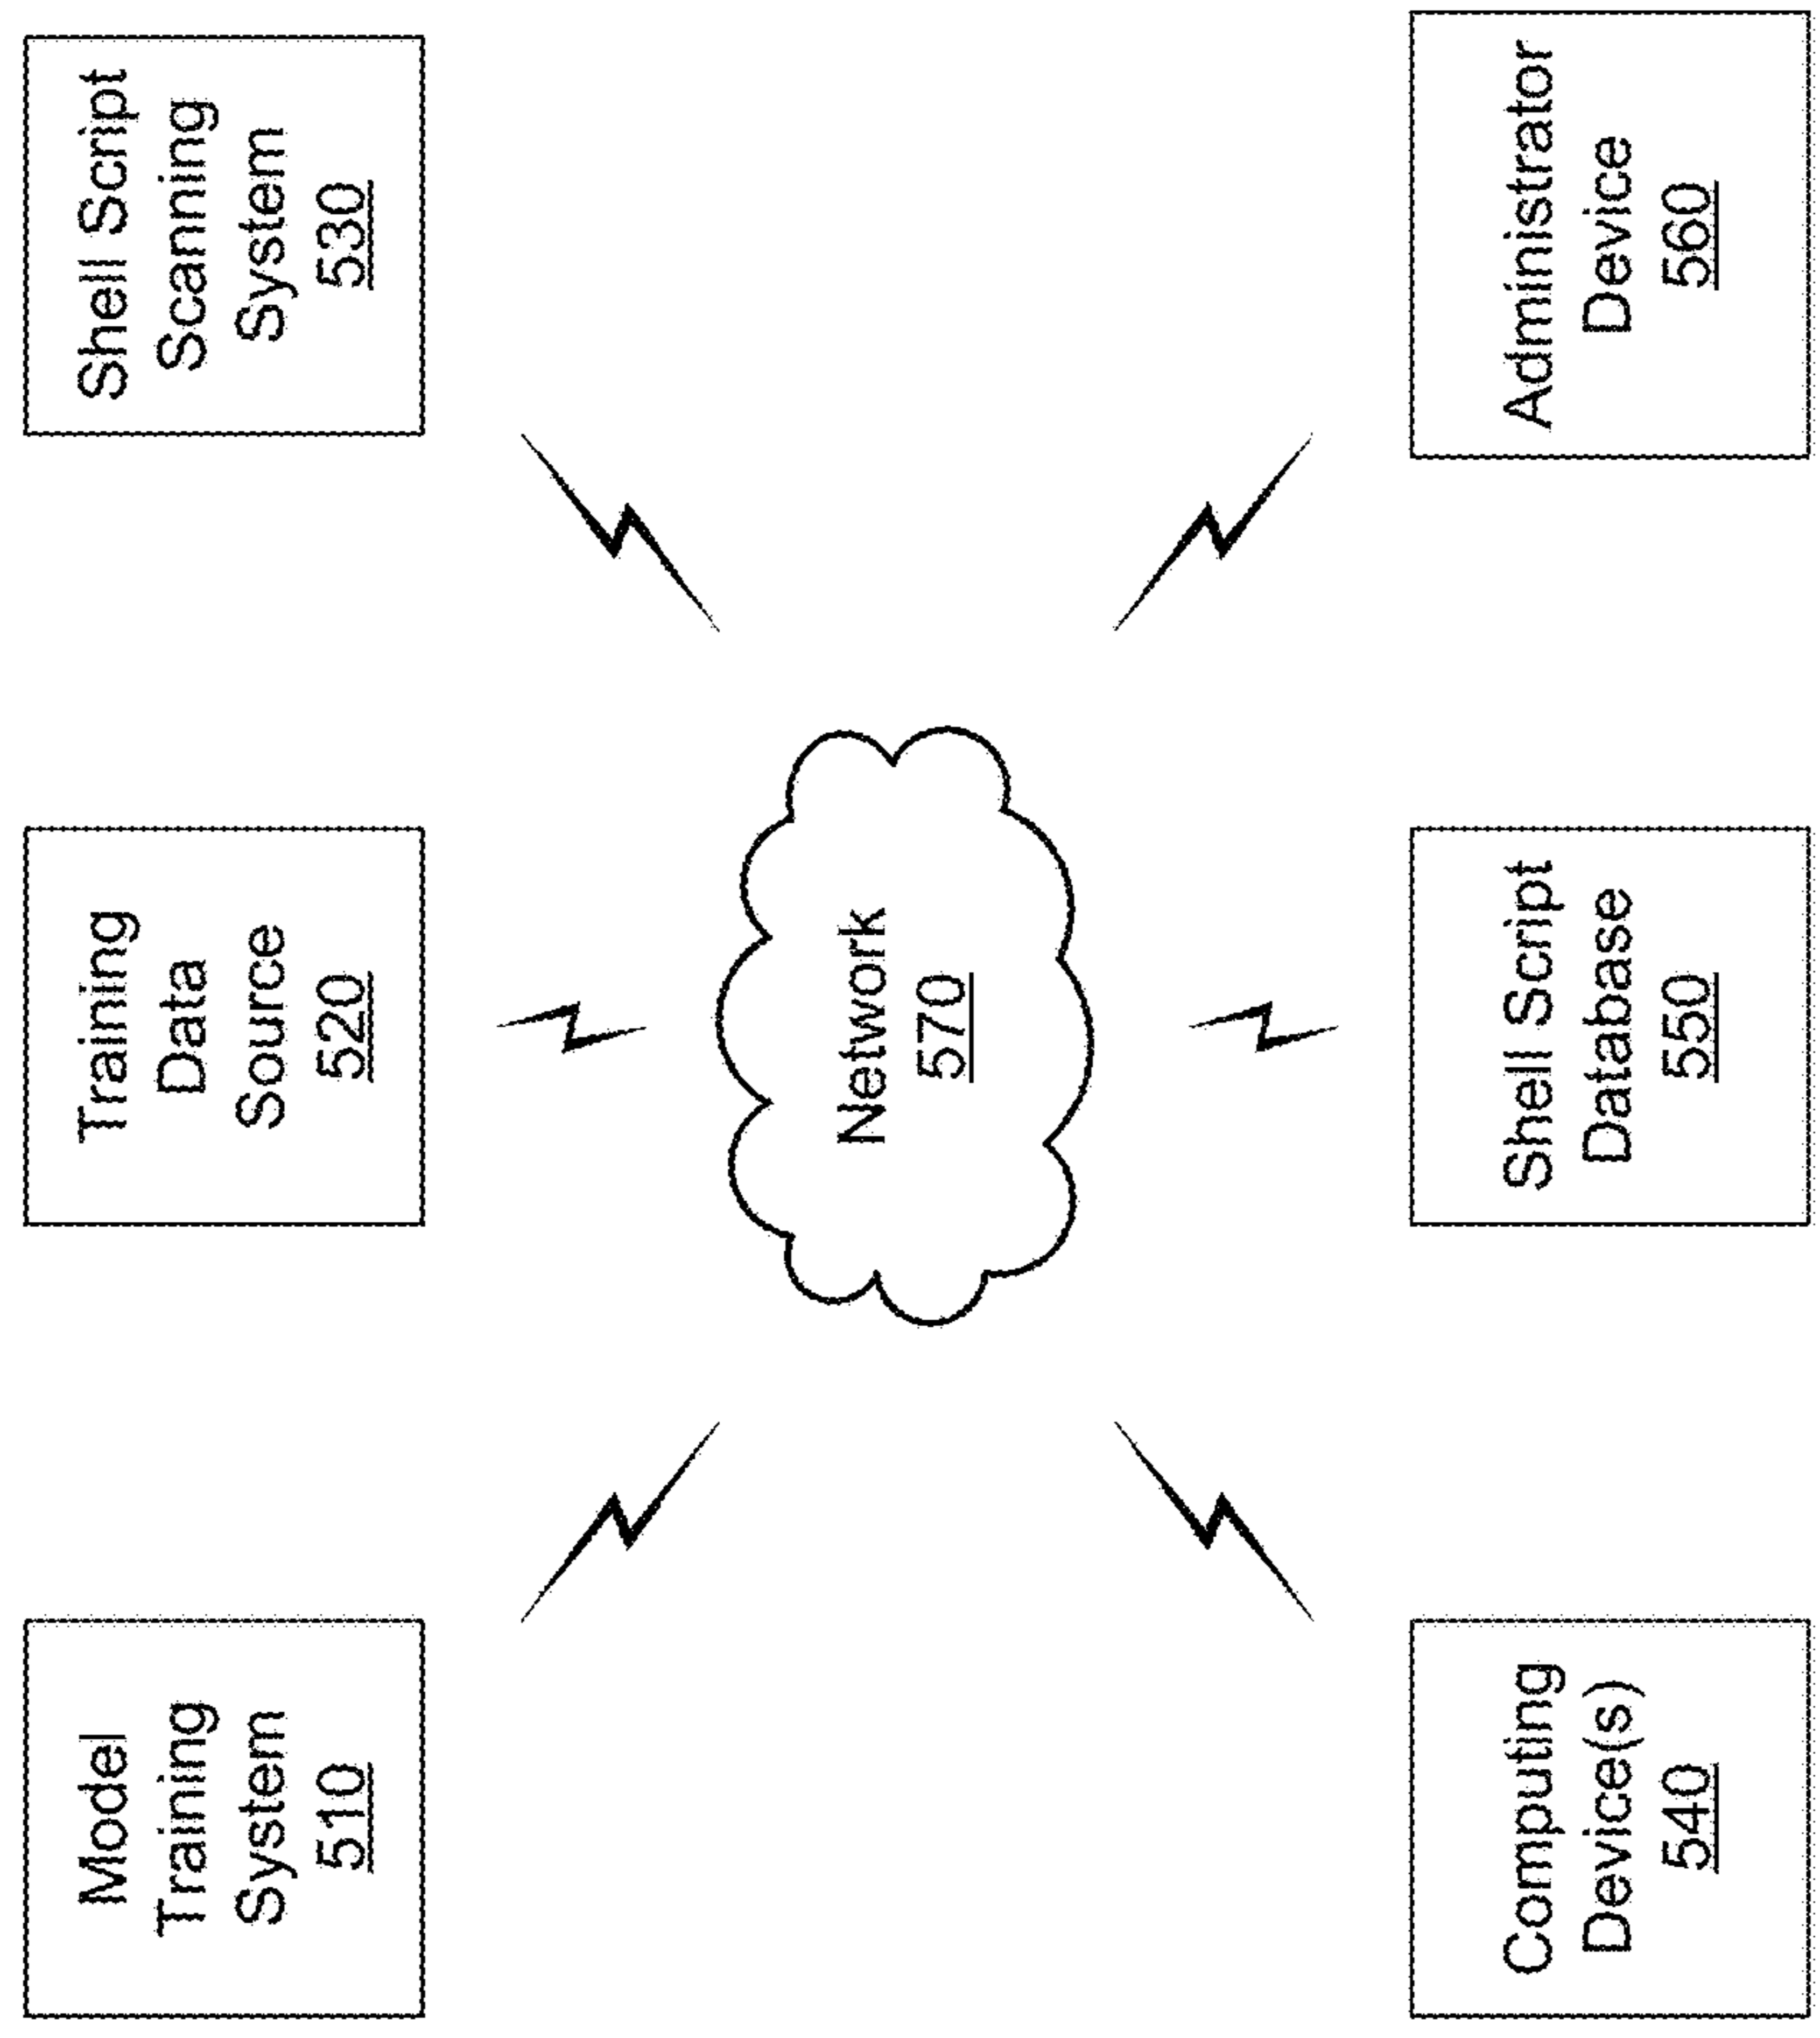 Model
Training
System
510
Training
Data
Source
520
Shell Script
Scanning
System
530
Network
570
Computing
Device(s)
540
Shell Script
Database
550
Administrator
Device
560